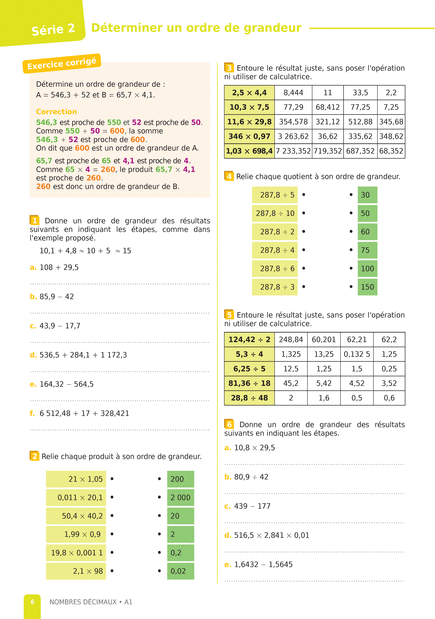 Série 2
Déterminer un ordre de grandeur
Exercice corrigé
Détermine un ordre de grandeur de :
A = 546,3 + 52 et B = 65,7 × 4,1.
Correction
546,3 est proche de 550 et 52 est proche de 50.
Comme 550 + 50 = 600, la somme
546,3 + 52 est proche de 600.
On dit que 600 est un ordre de grandeur de A.
65,7 est proche de 65 et 4,1 est proche de 4.
Comme 65 × 4 = 260, le produit 65,7 × 4,1
est proche de 260.
260 est donc un ordre de grandeur de B.
1 Donne un ordre de grandeur des résultats
suivants en indiquant les étapes, comme dans
l'exemple proposé.
10,1 + 4,8 ≈ 10 + 5 ≈ 15
a. 108 + 29,5
b. 85,9 − 42
c. 43,9 − 17,7
d. 536,5 + 284,1 + 1 172,3
e. 164,32 − 564,5
f. 6 512,48 + 17 + 328,421
2 Relie chaque produit à son ordre de grandeur.
21 × 1,05 • • 200
0,011 × 20,1 • • 2 000
50,4 × 40,2 • • 20
1,99 × 0,9 • • 2
19,8 × 0,001 1 • • 0,2
2,1 × 98 • • 0,02
3 Entoure le résultat juste, sans poser l'opération
ni utiliser de calculatrice.
2,5 × 4,4 8,444 11 33,5 2,2
10,3 × 7,5 77,29 68,412 77,25 7,25
11,6 × 29,8 354,578 321,12 512,88 345,68
346 × 0,97 3 263,62 36,62 335,62 348,62
1,03 × 698,4 7 233,352 719,352 687,352 68,352
4 Relie chaque quotient à son ordre de grandeur.
287,8 ÷ 5 • • 30
287,8 ÷ 10 • • 50
287,8 ÷ 2 • • 60
287,8 ÷ 4 • • 75
287,8 ÷ 6 • • 100
287,8 ÷ 3 • • 150
5 Entoure le résultat juste, sans poser l'opération
ni utiliser de calculatrice.
124,42 ÷ 2 248,84 60,201 62,21 62,2
5,3 ÷ 4 1,325 13,25 0,132 5 1,25
6,25 ÷ 5 12,5 1,25 1,5 0,25
81,36 ÷ 18 45,2 5,42 4,52 3,52
28,8 ÷ 48 2 1,6 0,5 0,6
6 Donne un ordre de grandeur des résultats
suivants en indiquant les étapes.
a. 10,8 × 29,5
b. 80,9 ÷ 42
c. 439 − 177
d. 516,5 × 2,841 × 0,01
e. 1,6432 − 1,5645
6 NOMBRES DÉCIMAUX • A1